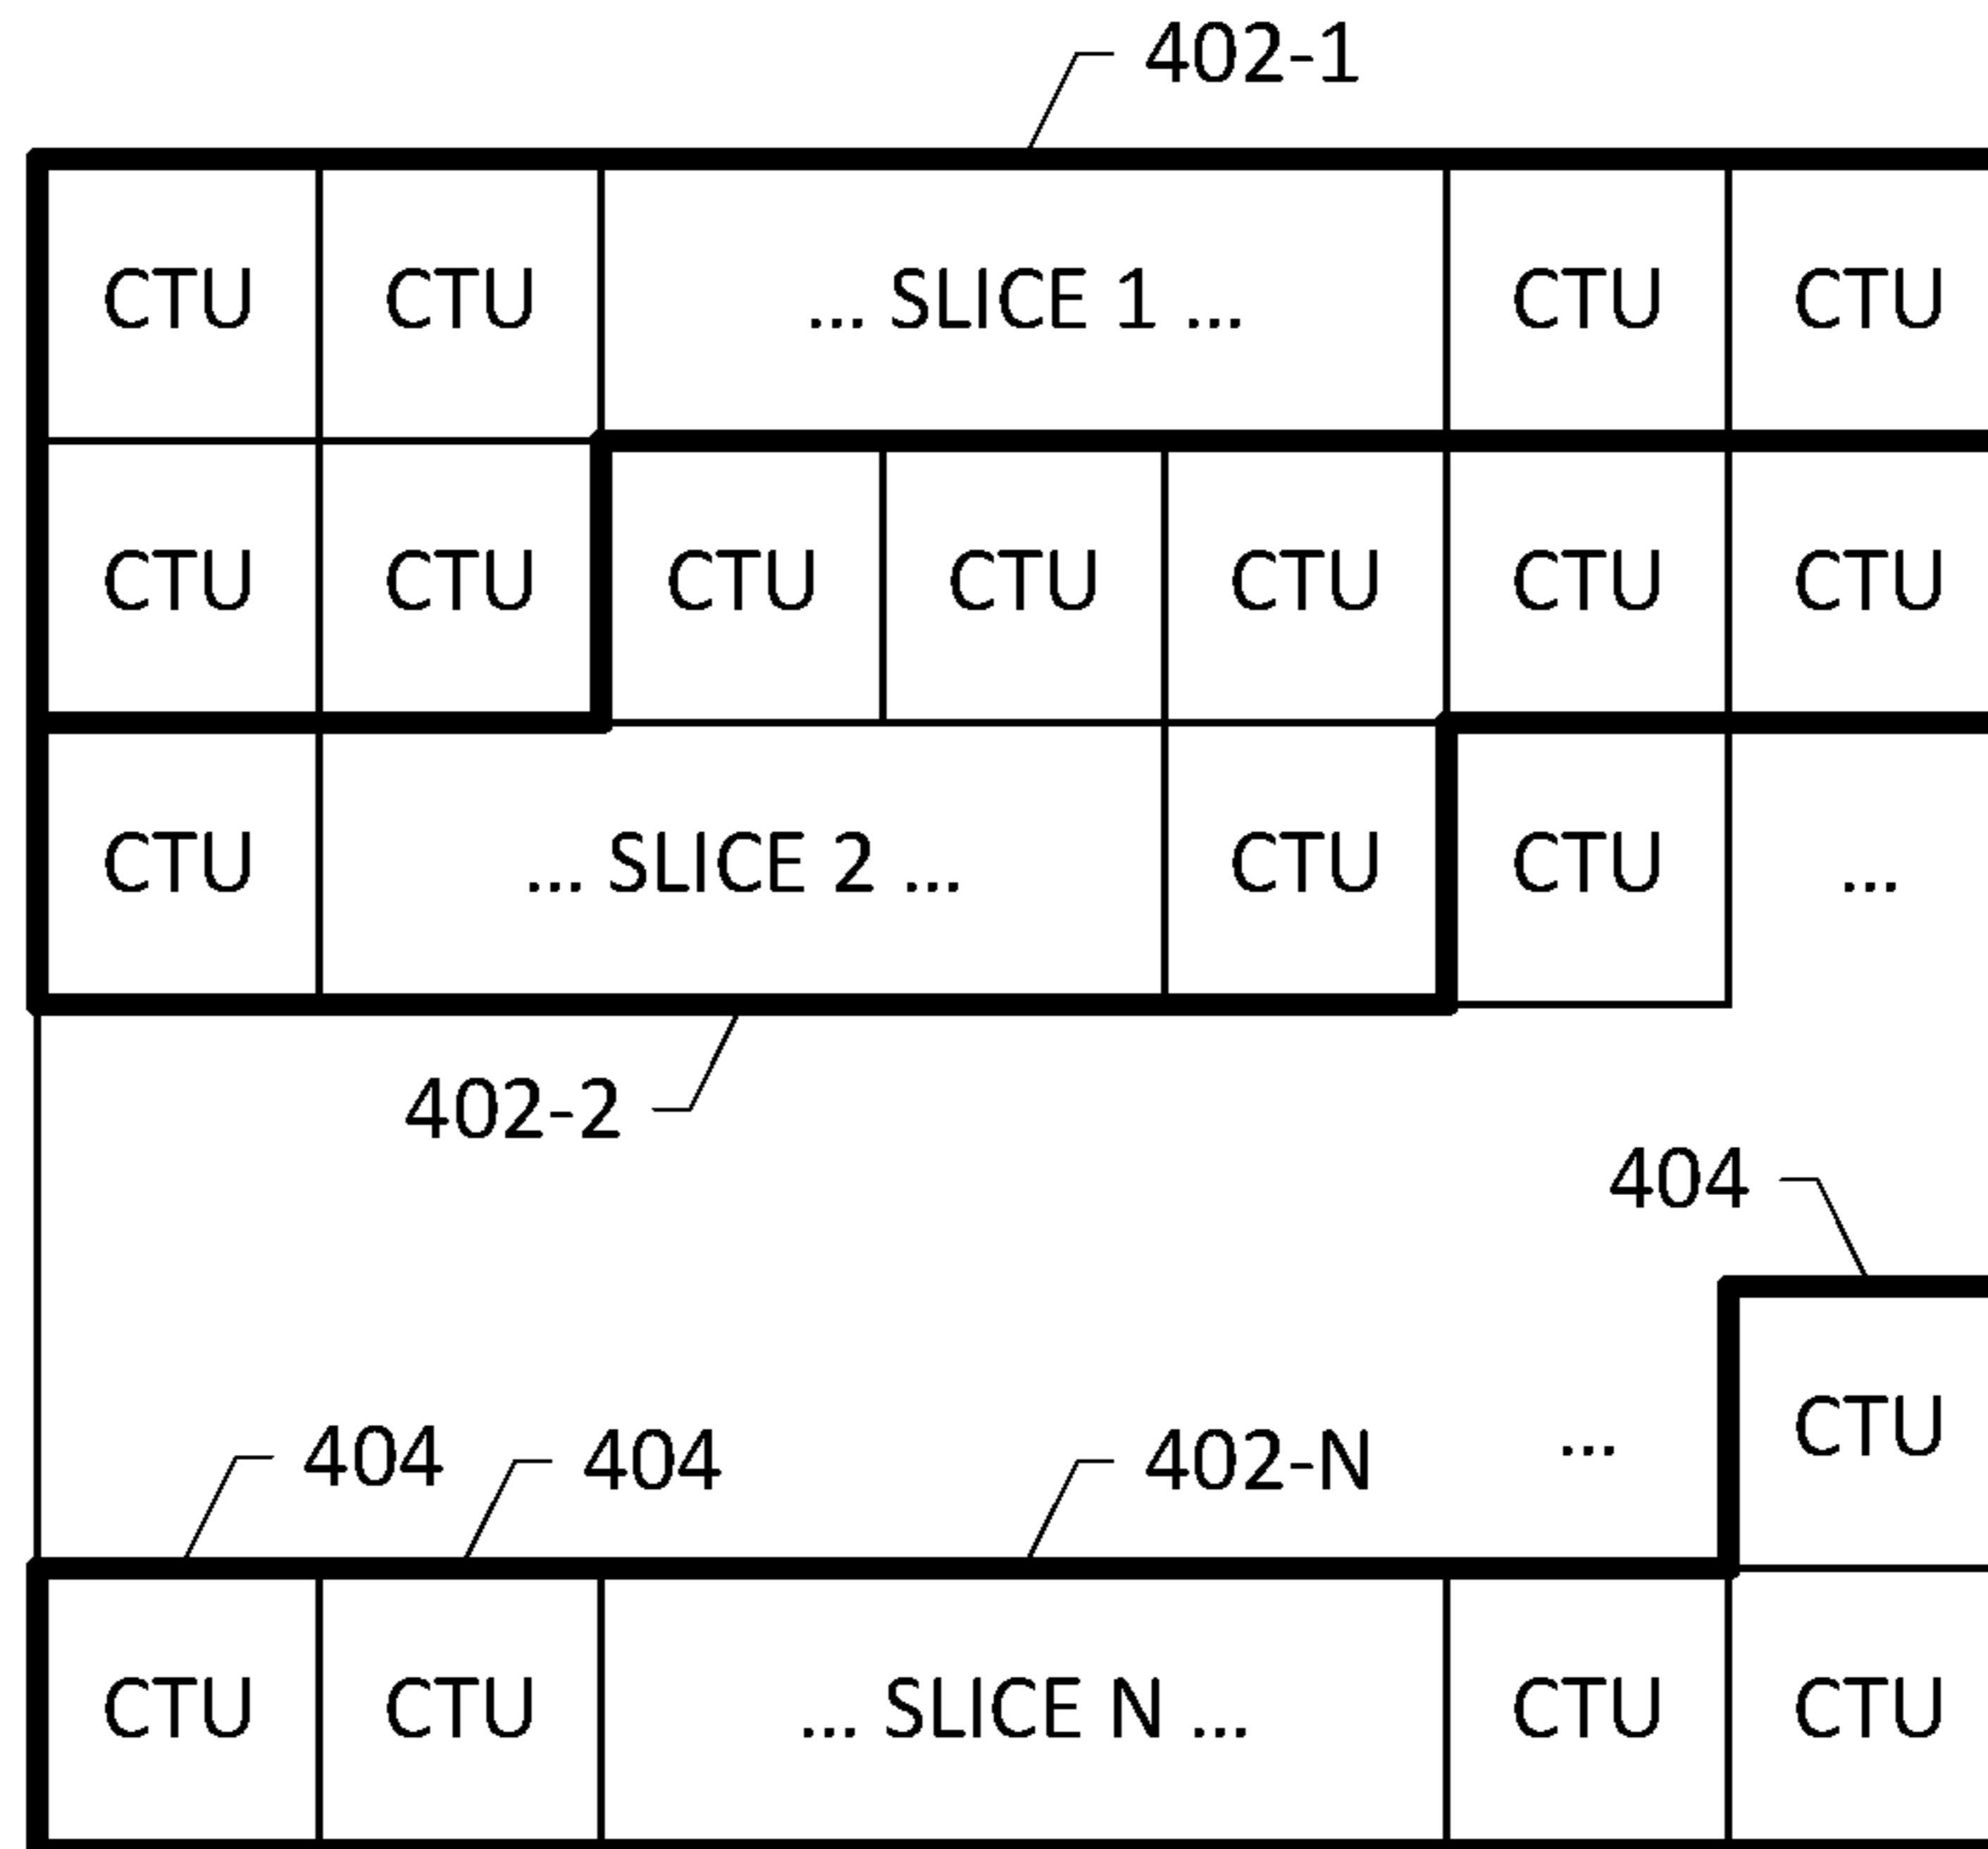 402-1
CTU CTU ... SLICE 1 ... CTU CTU
CTU CTU CTU CTU CTU CTU CTU
CTU ... SLICE 2 ... CTU CTU ...
402-2
404
... CTU
404 404 402-N
CTU CTU ... SLICE N ... CTU CTU